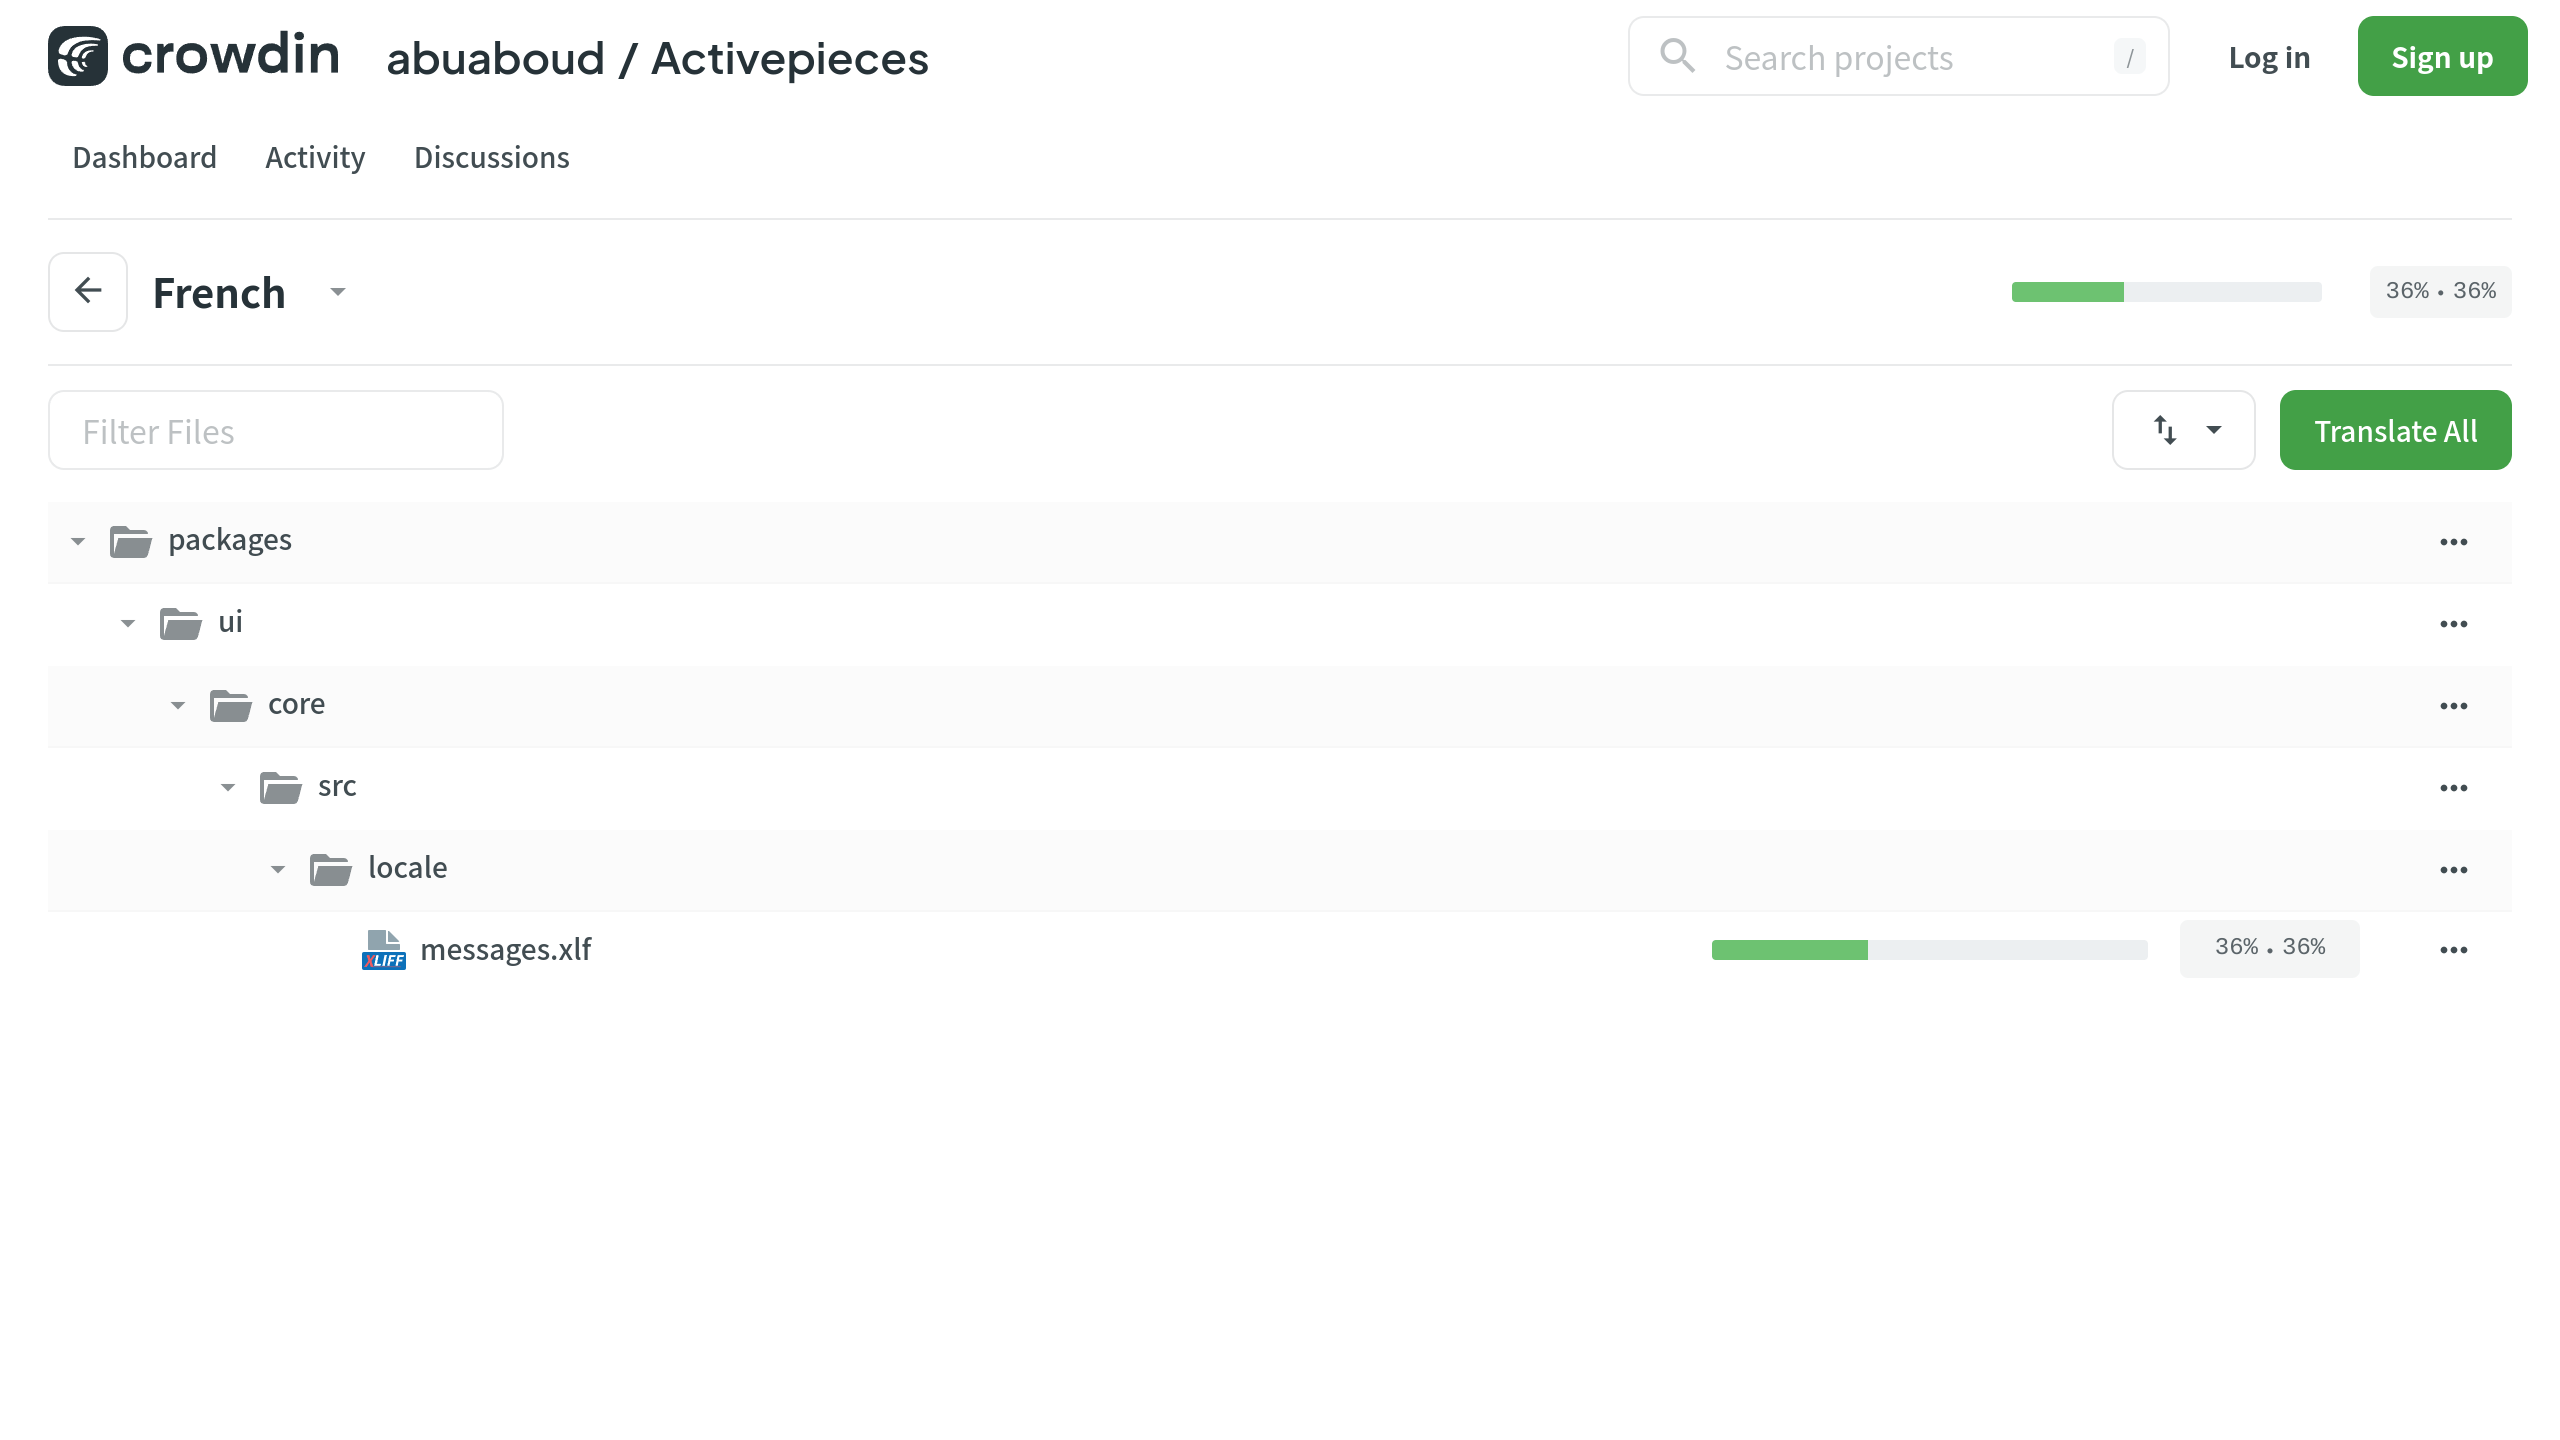 crowdin abuaboud / Activepieces Search projects / Log in Sign up
Dashboard Activity Discussions
French 36% • 36%
Filter Files Translate All
packages
ui
core
src
locale
XLIFF messages.xlf 36% • 36%